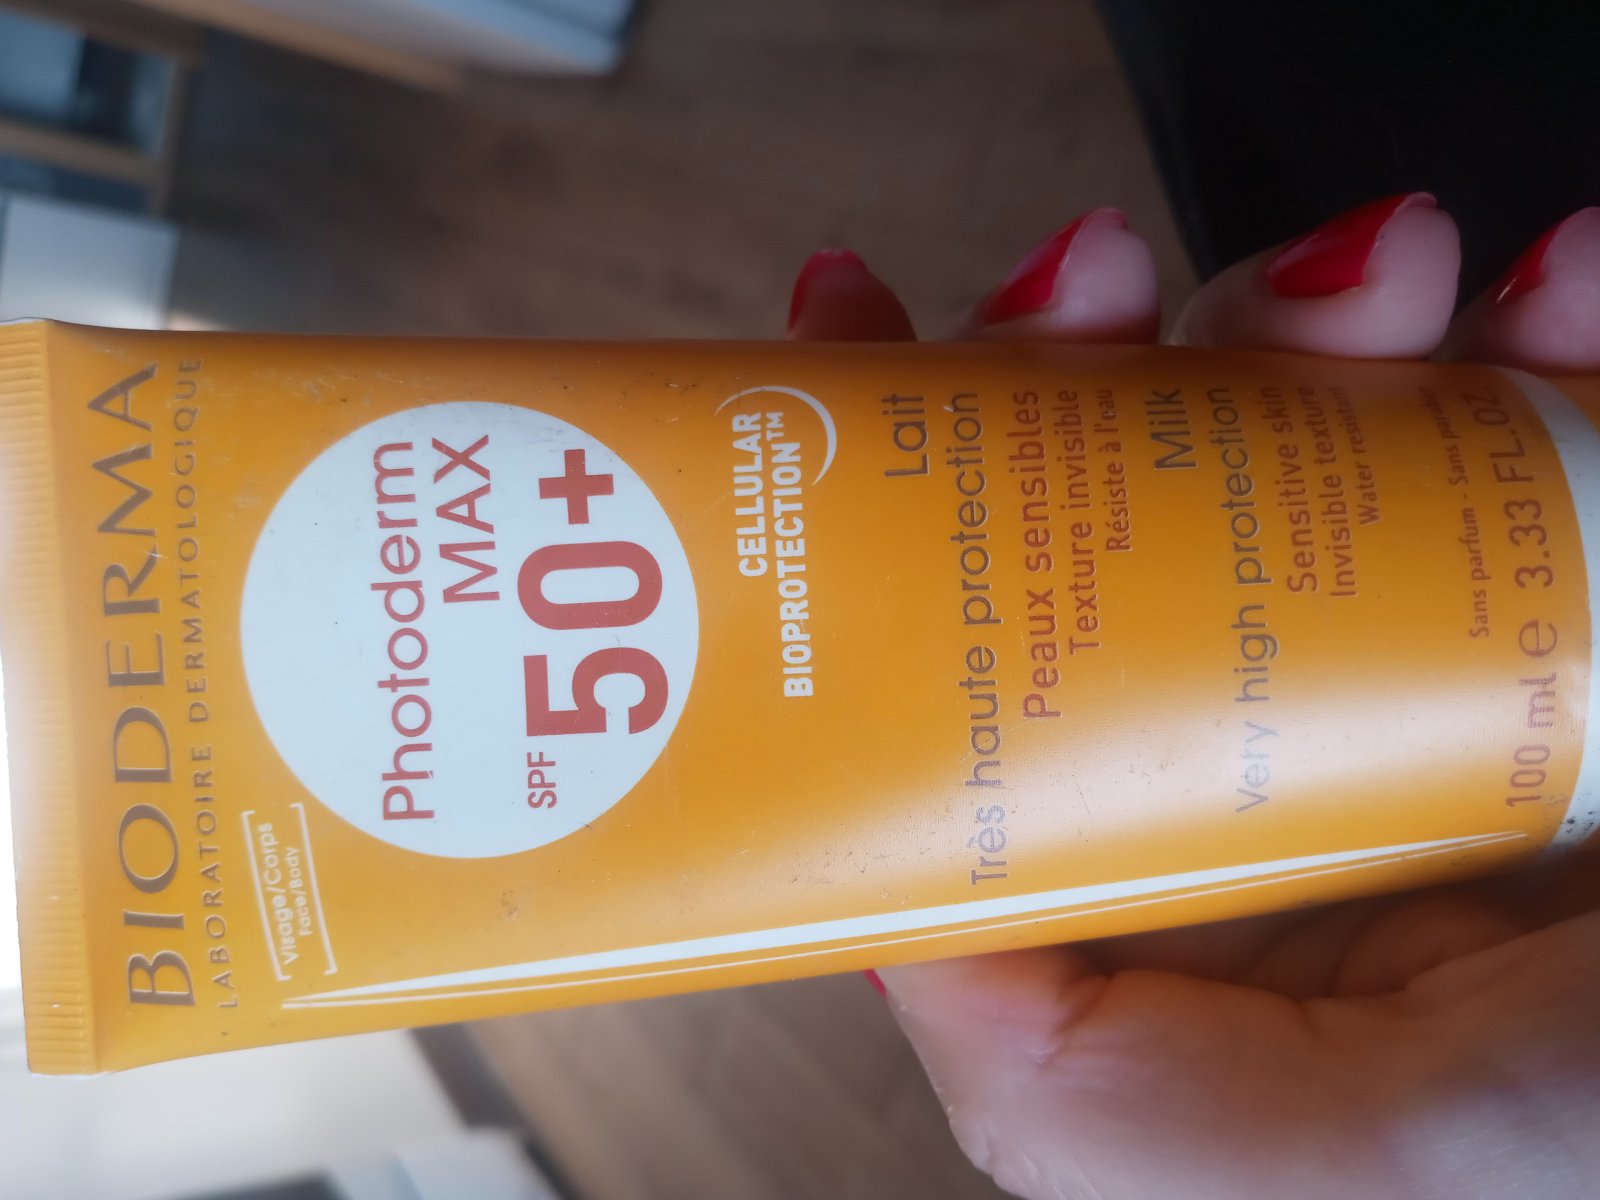 BIODERMA
LABORATOIRE DERMATOLOGIQUE
Visage/Corps
Face/Body
Photoderm
MAX
SPF 50+
CELLULAR
BIOPROTECTION™
Lait
Très haute protection
Peaux sensibles
Texture invisible
Résiste à l'eau
Milk
Very high protection
Sensitive skin
Invisible texture
Water resistant
Sans parfum - Sans paraben
100 ml e 3.33 FL.OZ.